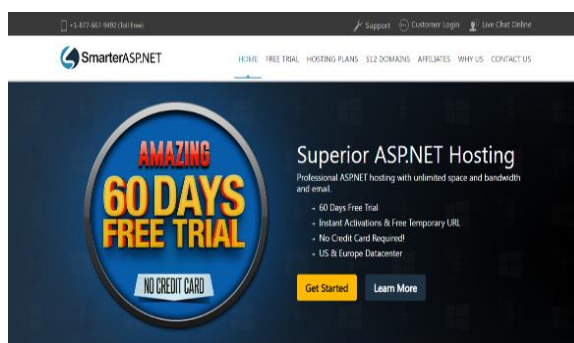 +1-877-667-9492 (Toll Free) Support Customer Login Live Chat Online
SmarterASP.NET HOME FREE TRIAL HOSTING PLANS $12 DOMAINS AFFILIATES WHY US CONTACT US
AMAZING
60 DAYS
FREE TRIAL
NO CREDIT CARD
Superior ASP.NET Hosting
Professional ASP.NET hosting with unlimited space and bandwidth
and email.
60 Days Free Trial
Instant Activations & Free Temporary URL
No Credit Card Required!
US & Europe Datacenter
Get Started Learn More